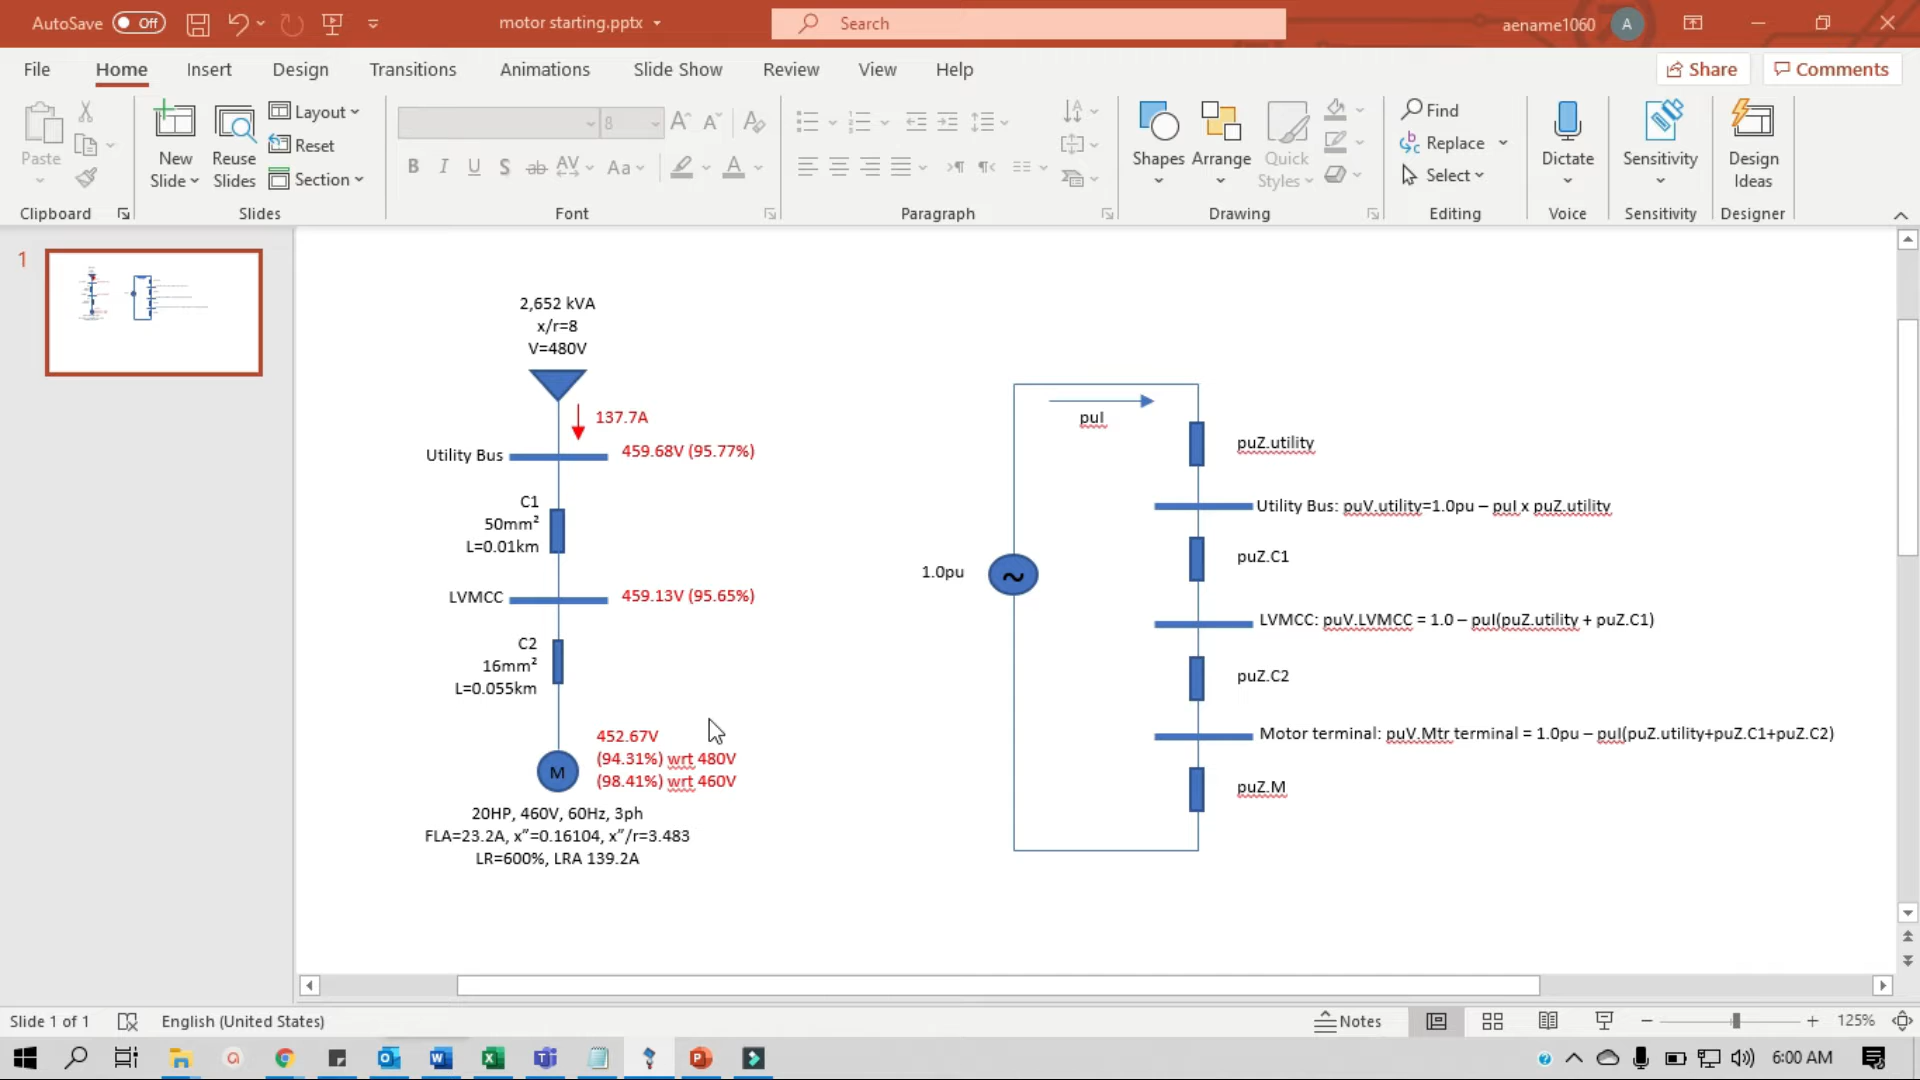 AutoSave Off
motor starting.pptx
Search
aename1060
A
File
Home
Insert
Design
Transitions
Animations
Slide Show
Review
View
Help
Share
Comments
Paste
New Slide
Reuse Slides
Layout
Reset
Section
8
B I U S ab AV Aa
A
Shapes
Arrange
Quick Styles
Find
Replace
Select
Dictate
Sensitivity
Design Ideas
Clipboard
Slides
Font
Paragraph
Drawing
Editing
Voice
Sensitivity
Designer
1
2,652 kVA
x/r=8
V=480V
137.7A
Utility Bus
459.68V (95.77%)
C1
50mm²
L=0.01km
LVMCC
459.13V (95.65%)
C2
16mm²
L=0.055km
452.67V
(94.31%) wrt 480V
(98.41%) wrt 460V
M
20HP, 460V, 60Hz, 3ph
FLA=23.2A, x”=0.16104, x”/r=3.483
LR=600%, LRA 139.2A
puI
puZ.utility
Utility Bus: puV.utility=1.0pu – puI x puZ.utility
puZ.C1
1.0pu
~
LVMCC: puV.LVMCC = 1.0 – puI(puZ.utility + puZ.C1)
puZ.C2
Motor terminal: puV.Mtr terminal = 1.0pu – puI(puZ.utility+puZ.C1+puZ.C2)
puZ.M
Slide 1 of 1
English (United States)
Notes
125%
6:00 AM